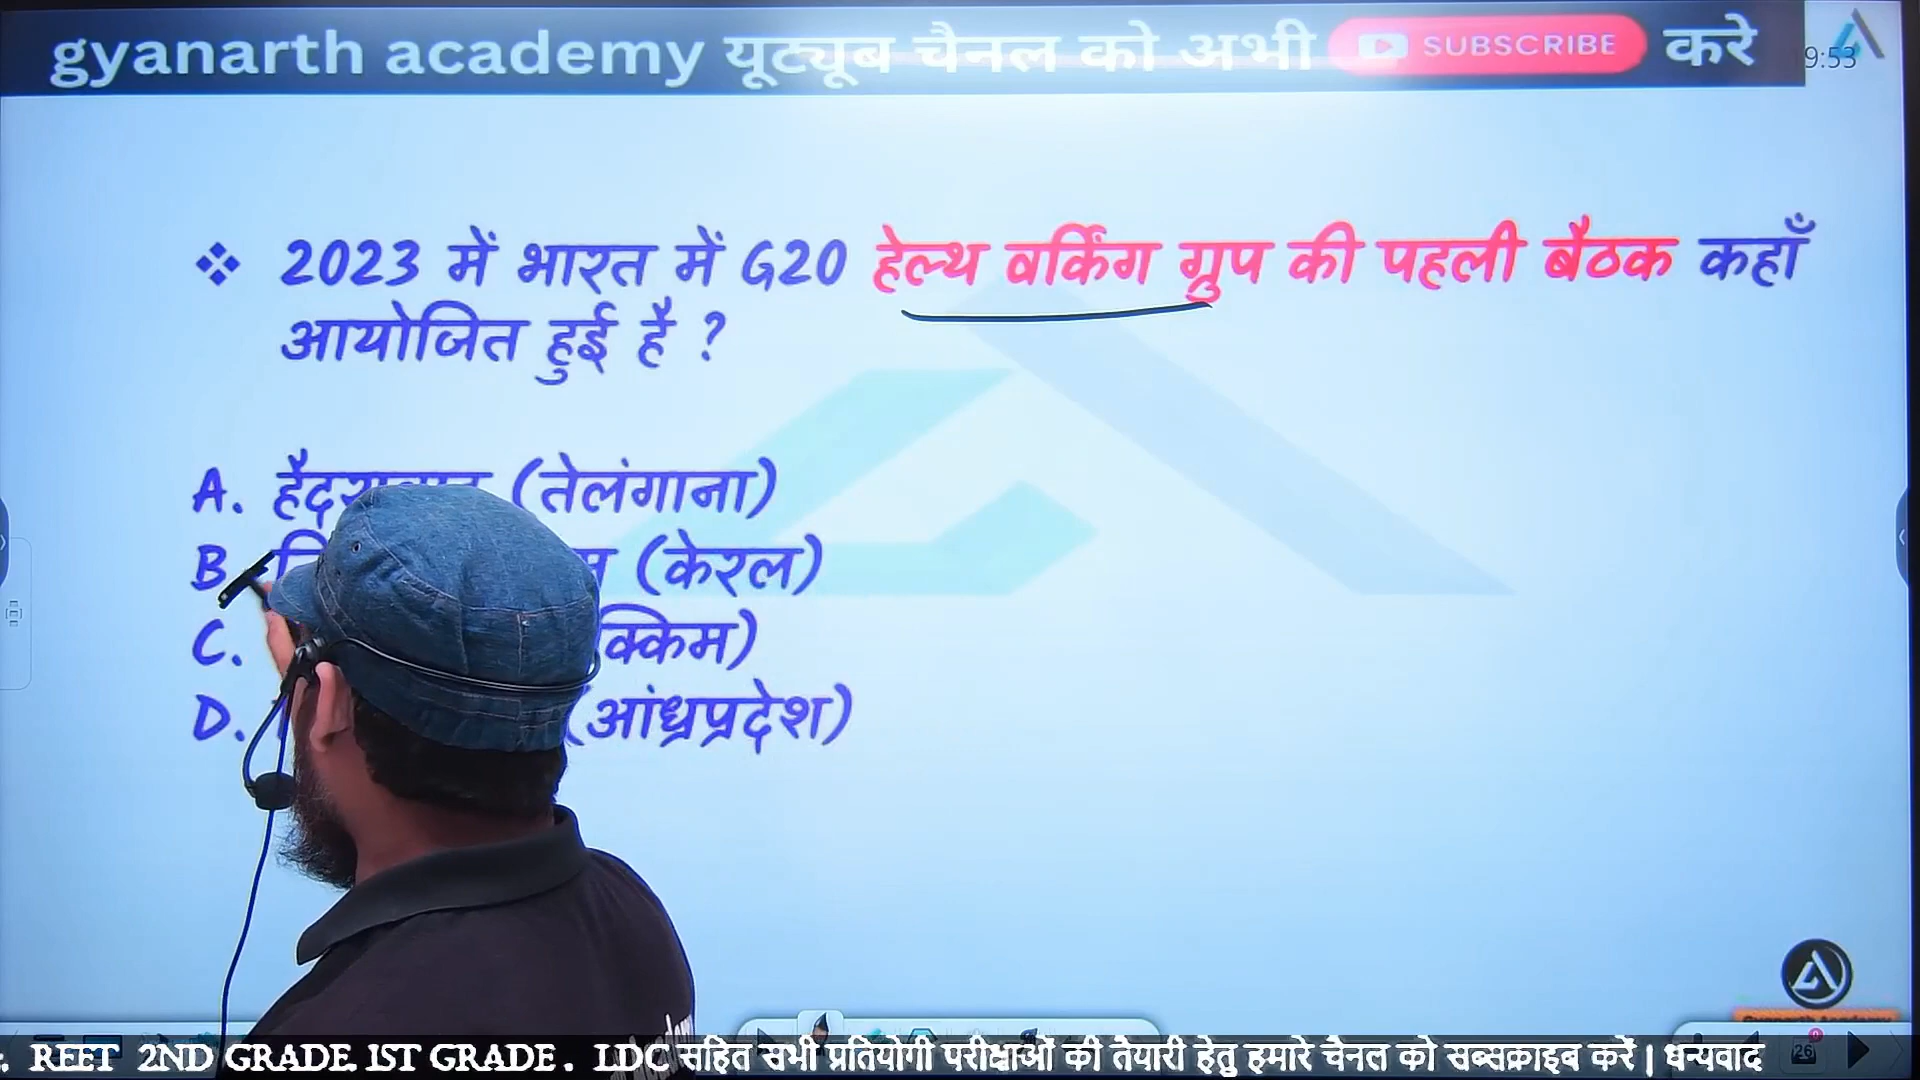 gyanarth academy यूट्यूब चैनल को अभी SUBSCRIBE करे
9:53
❖ 2023 में भारत में G20 हेल्थ वर्किंग ग्रुप की पहली बैठक कहाँ
आयोजित हुई है ?
A. (तेलंगाना)
B. (केरल)
C.
D. (आंध्रप्रदेश)
26
REET 2ND GRADE 1ST GRADE . LDC सहित सभी प्रतियोगी परीक्षाओं की तैयारी हेतु हमारे चैनल को सब्सक्राइब करें | धन्यवाद